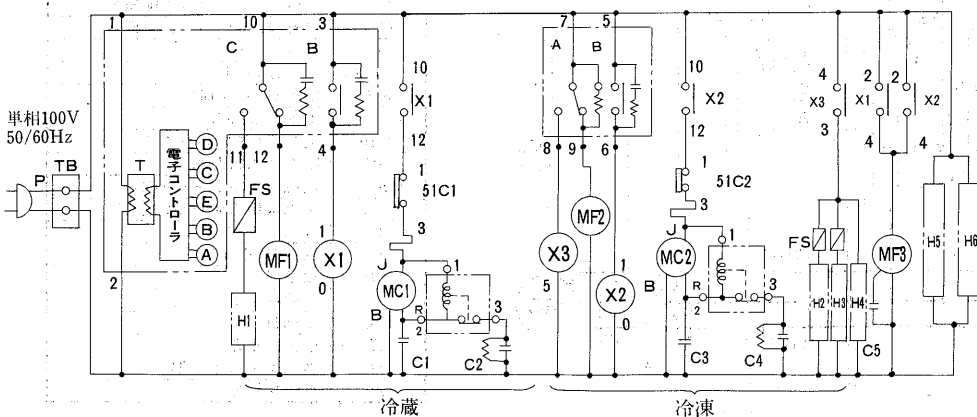 1
10
3
7
5
C
B
A
B
10
10
4
2
2
X1
X2
X3
X1
X2
単相100V
50/60Hz
P
TB
T
電子コントローラ
D
C
E
B
A
11
12
4
12
8
9
6
12
3
4
4
FS
1
51C1
1
51C2
MF1
1
X1
0
3
J
MC1
1
B
R
2
3
X3
5
MF2
1
X2
0
3
J
MC2
1
B
R
2
3
FS
MF3
H5
H6
2
H1
H2
H3
H4
C1
C2
C3
C4
C5
冷蔵
冷凍